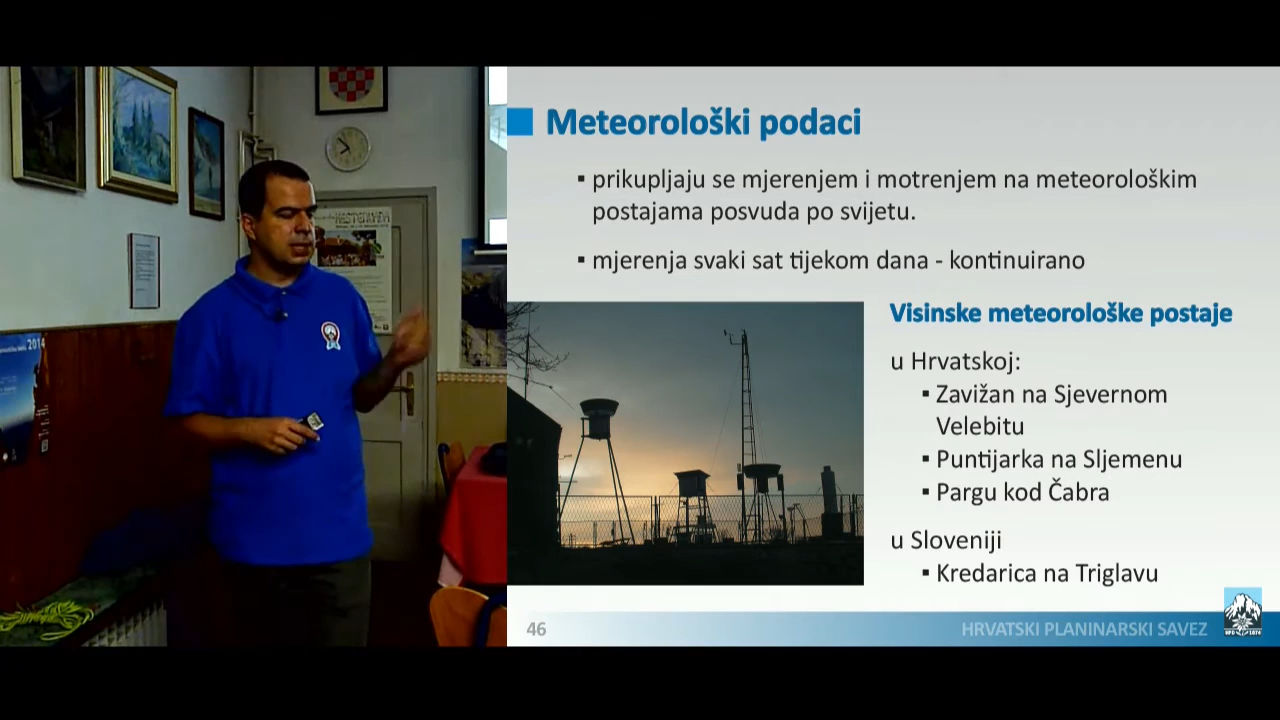 Meteorološki podaci
▪ prikupljaju se mjerenjem i motrenjem na meteorološkim
postajama posvuda po svijetu.
▪ mjerenja svaki sat tijekom dana - kontinuirano
Visinske meteorološke postaje
u Hrvatskoj:
▪ Zavižan na Sjevernom
Velebitu
▪ Puntijarka na Sljemenu
▪ Pargu kod Čabra
u Sloveniji
▪ Kredarica na Triglavu
46
HRVATSKI PLANINARSKI SAVEZ
2014